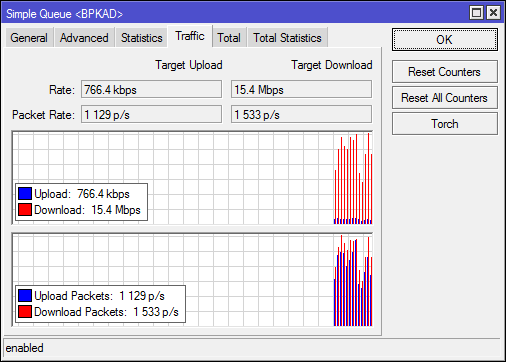 Simple Queue <BPKAD>
General Advanced Statistics Traffic Total Total Statistics
OK
Reset Counters
Reset All Counters
Torch
Target Upload Target Download
Rate: 766.4 kbps 15.4 Mbps
Packet Rate: 1 129 p/s 1 533 p/s
Upload: 766.4 kbps
Download: 15.4 Mbps
Upload Packets: 1 129 p/s
Download Packets: 1 533 p/s
enabled